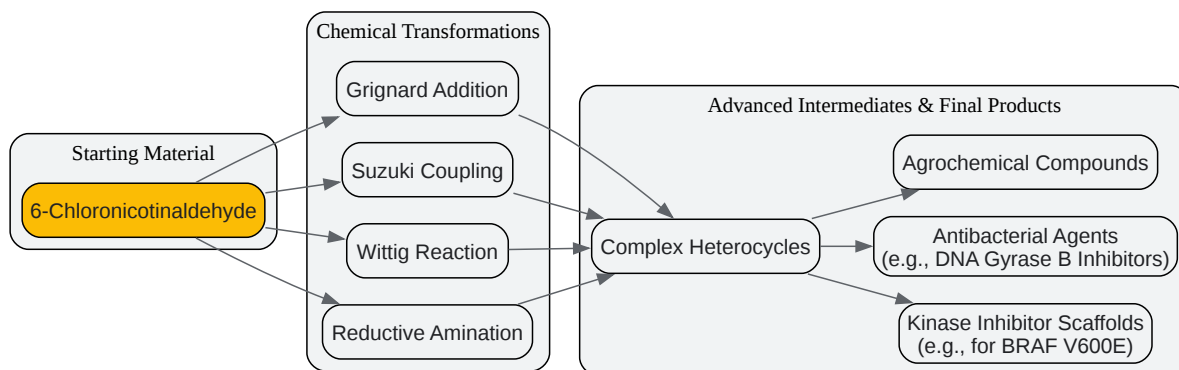 Starting Material
6-Chloronicotinaldehyde
Chemical Transformations
Grignard Addition
Suzuki Coupling
Wittig Reaction
Reductive Amination
Advanced Intermediates & Final Products
Complex Heterocycles
Agrochemical Compounds
Antibacterial Agents
(e.g., DNA Gyrase B Inhibitors)
Kinase Inhibitor Scaffolds
(e.g., for BRAF V600E)